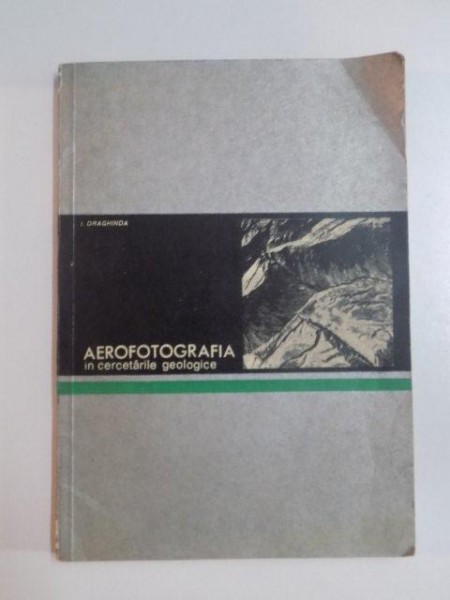 I. DRAGHINDA
AEROFOTOGRAFIA
in cercetările geologice